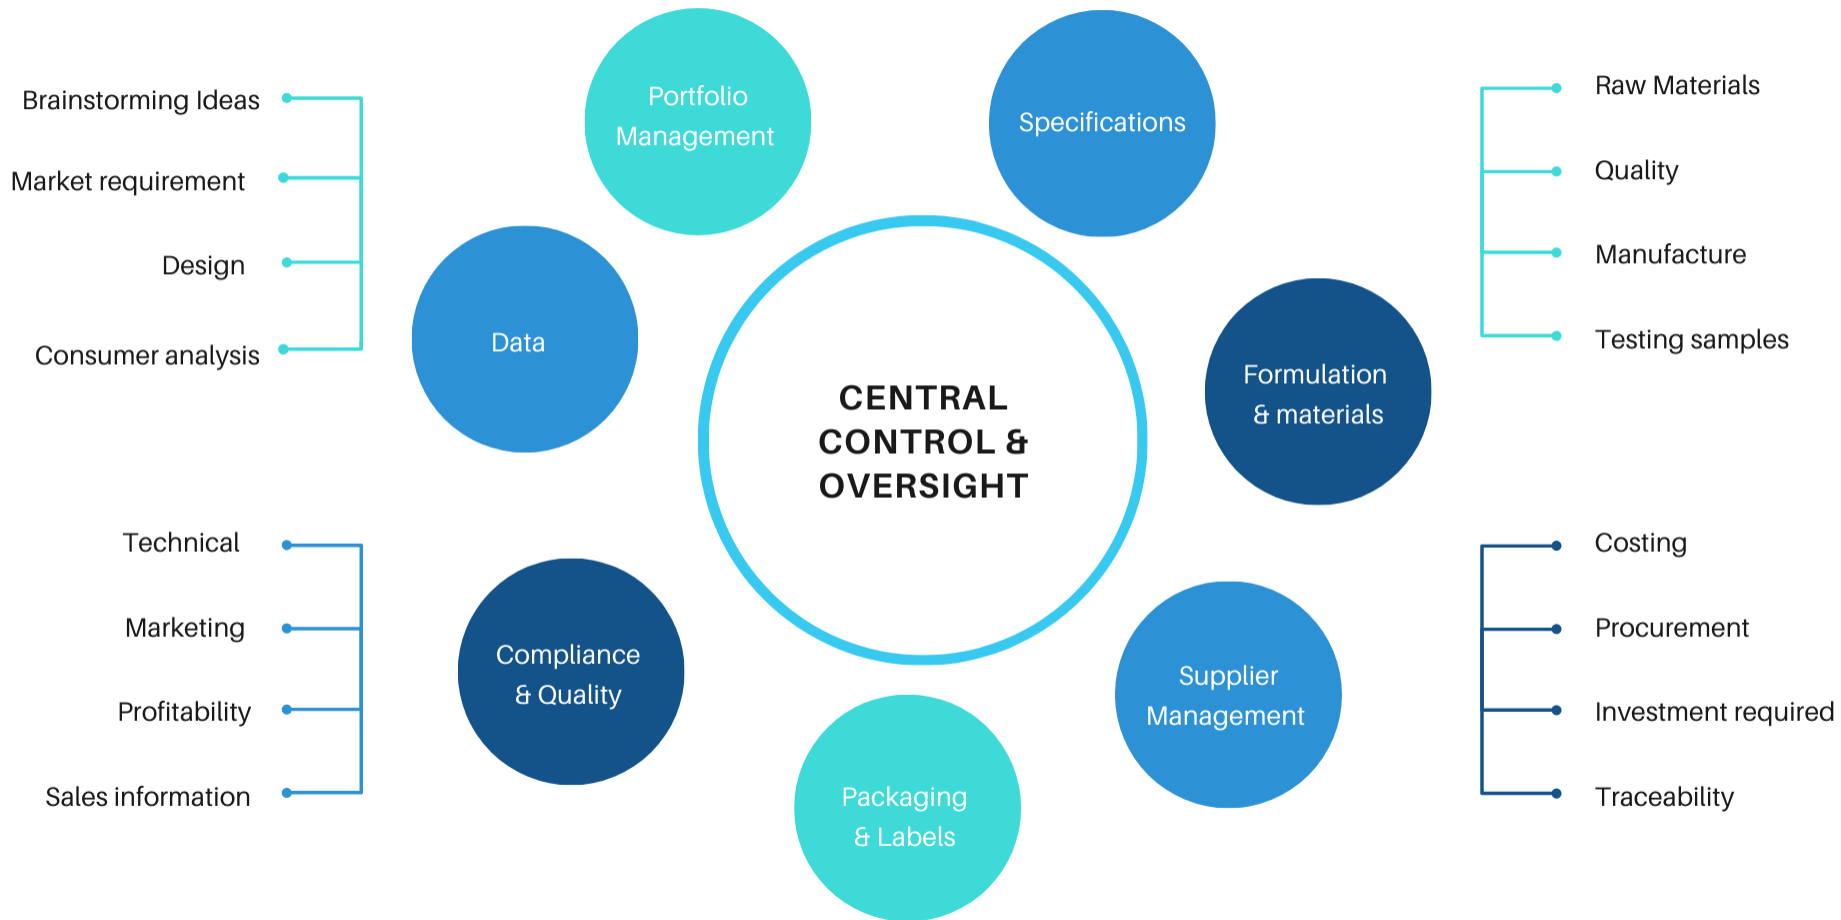 Brainstorming Ideas
Market requirement
Design
Consumer analysis
Technical
Marketing
Profitability
Sales information
Portfolio
Management
Specifications
Data
Formulation
& materials
CENTRAL
CONTROL &
OVERSIGHT
Compliance
& Quality
Supplier
Management
Packaging
& Labels
Raw Materials
Quality
Manufacture
Testing samples
Costing
Procurement
Investment required
Traceability